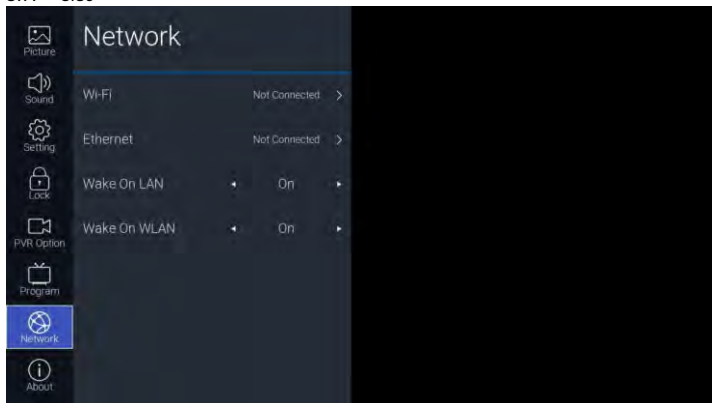 Network
Picture
Sound
Setting
Lock
PVR Option
Program
Network
About
Wi-Fi Not Connected
Ethernet Not Connected
Wake On LAN On
Wake On WLAN On